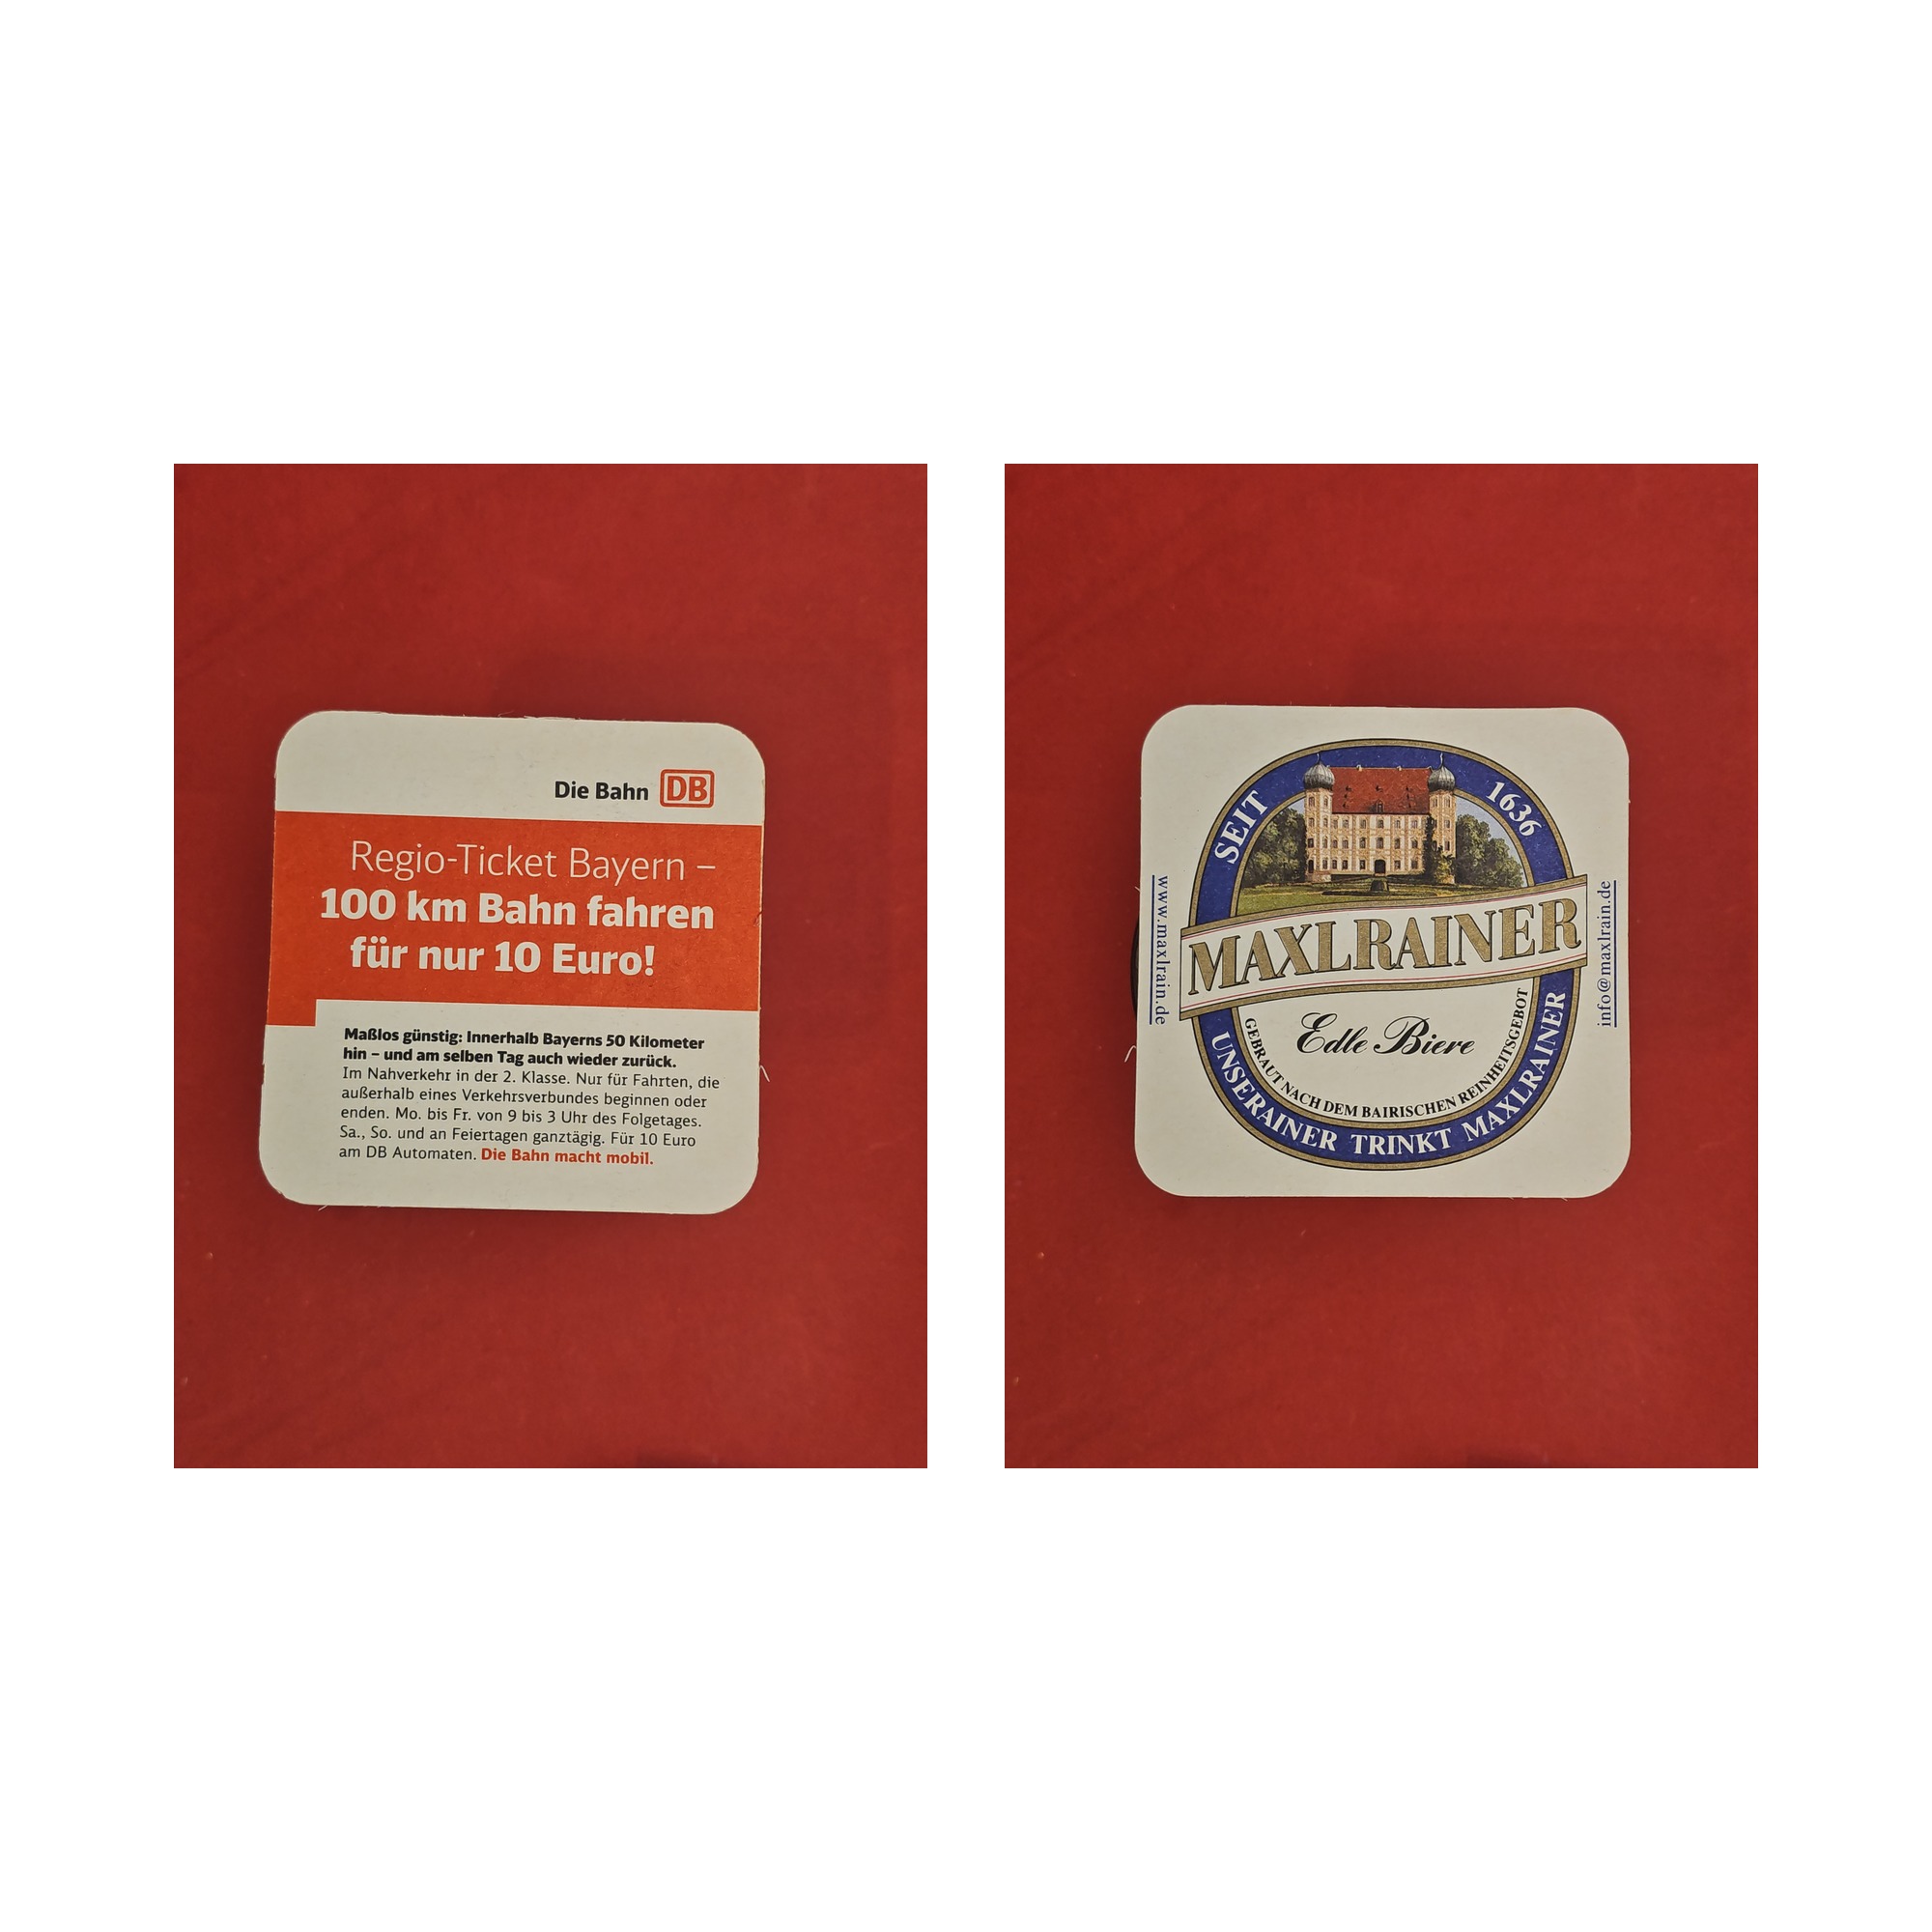 Die Bahn DB
Regio-Ticket Bayern –
100 km Bahn fahren
für nur 10 Euro!
Maßlos günstig: Innerhalb Bayerns 50 Kilometer
hin – und am selben Tag auch wieder zurück.
Im Nahverkehr in der 2. Klasse. Nur für Fahrten, die
außerhalb eines Verkehrsverbundes beginnen oder
enden. Mo. bis Fr. von 9 bis 3 Uhr des Folgetages.
Sa., So. und an Feiertagen ganztägig. Für 10 Euro
am DB Automaten. Die Bahn macht mobil.
SEIT 1636
www.maxlrain.de
MAXLRAINER
info@maxlrain.de
Edle Biere
GEBRAUT NACH DEM BAIRISCHEN REINHEITSGEBOT
UNSERAINER TRINKT MAXLRAINER